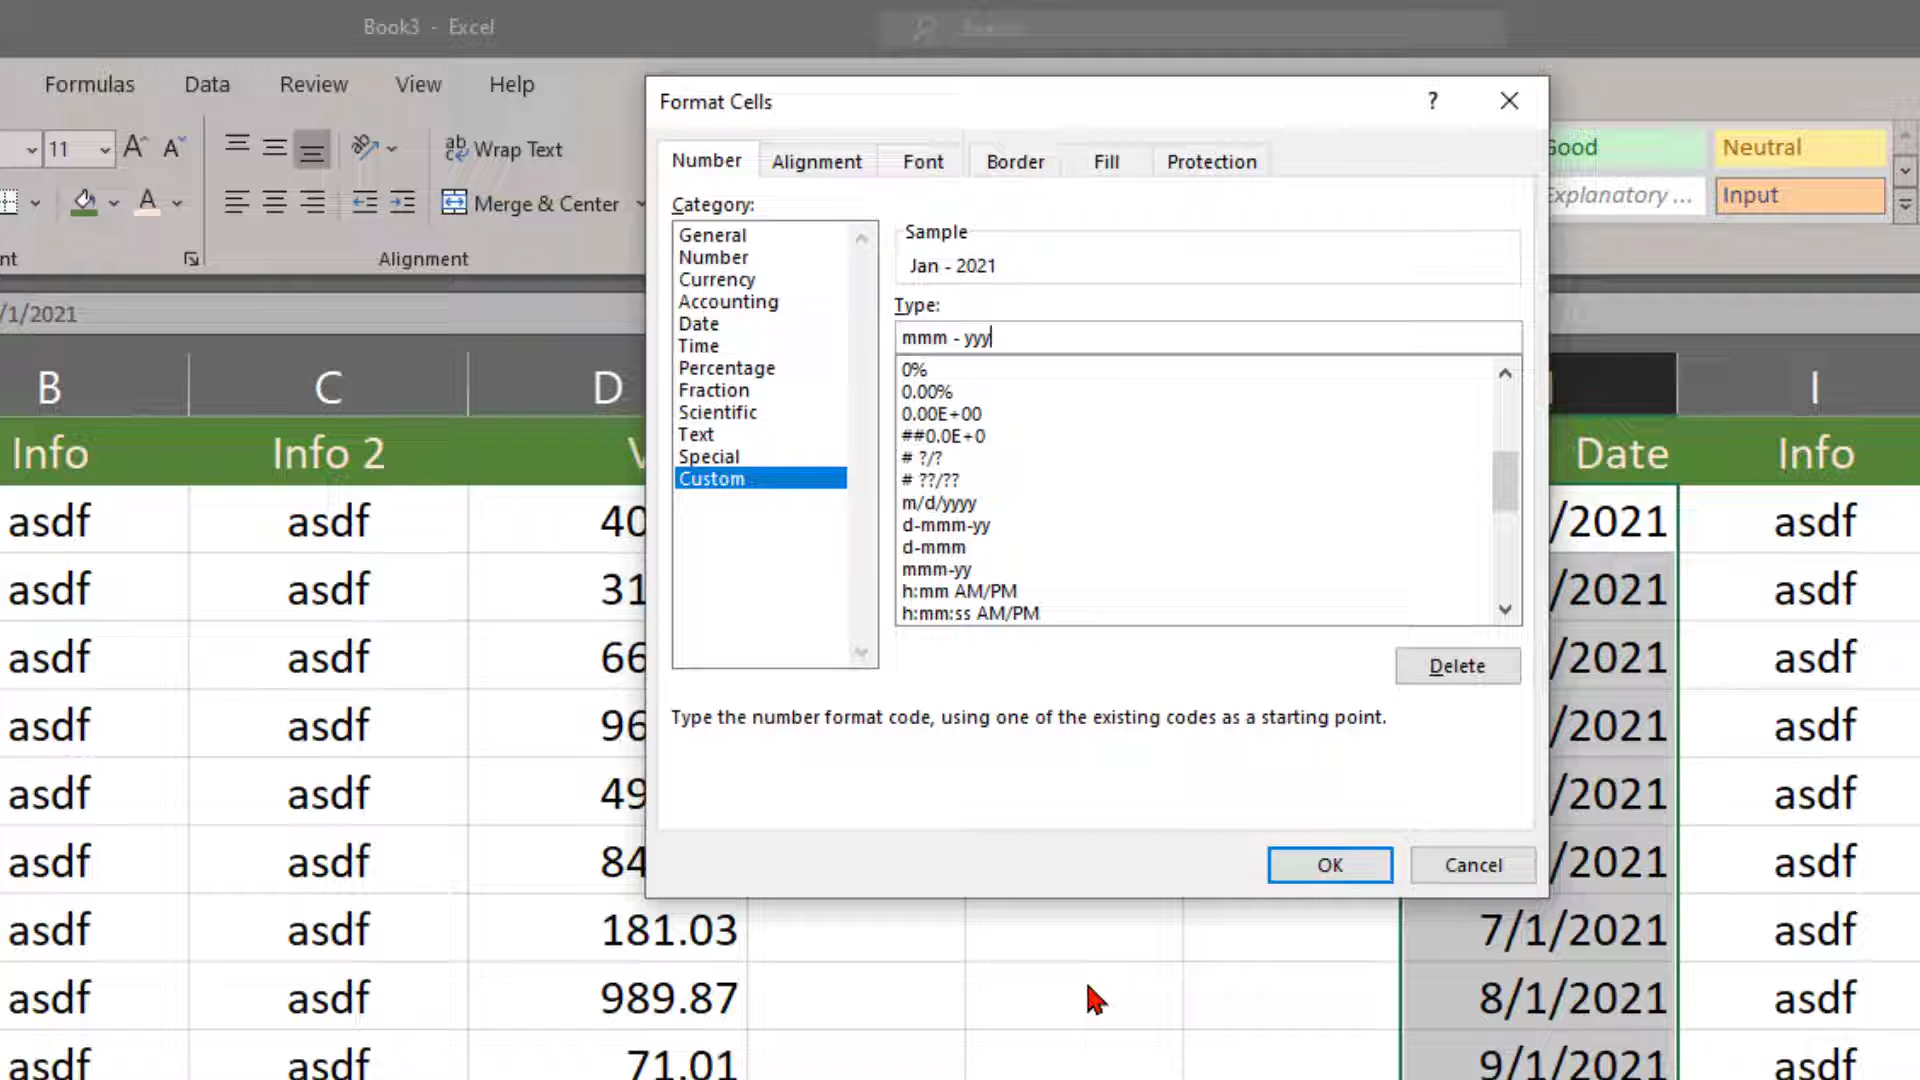 Book3 - Excel
Formulas Data Review View Help
11 Wrap Text
Merge & Center
Alignment
Good Neutral
Explanatory ... Input
/1/2021
Format Cells
Number Alignment Font Border Fill Protection
Category:
General
Number
Currency
Accounting
Date
Time
Percentage
Fraction
Scientific
Text
Special
Custom
Sample
Jan - 2021
Type:
mmm - yyy
0%
0.00%
0.00E+00
##0.0E+0
# ?/?
# ??/??
m/d/yyyy
d-mmm-yy
d-mmm
mmm-yy
h:mm AM/PM
h:mm:ss AM/PM
Delete
Type the number format code, using one of the existing codes as a starting point.
OK Cancel
B C D I
Info Info 2 Date Info
asdf asdf 40 /2021 asdf
asdf asdf 31 /2021 asdf
asdf asdf 66 /2021 asdf
asdf asdf 96 /2021 asdf
asdf asdf 49 /2021 asdf
asdf asdf 84 /2021 asdf
asdf asdf 181.03 7/1/2021 asdf
asdf asdf 989.87 8/1/2021 asdf
asdf asdf 71.01 9/1/2021 asdf